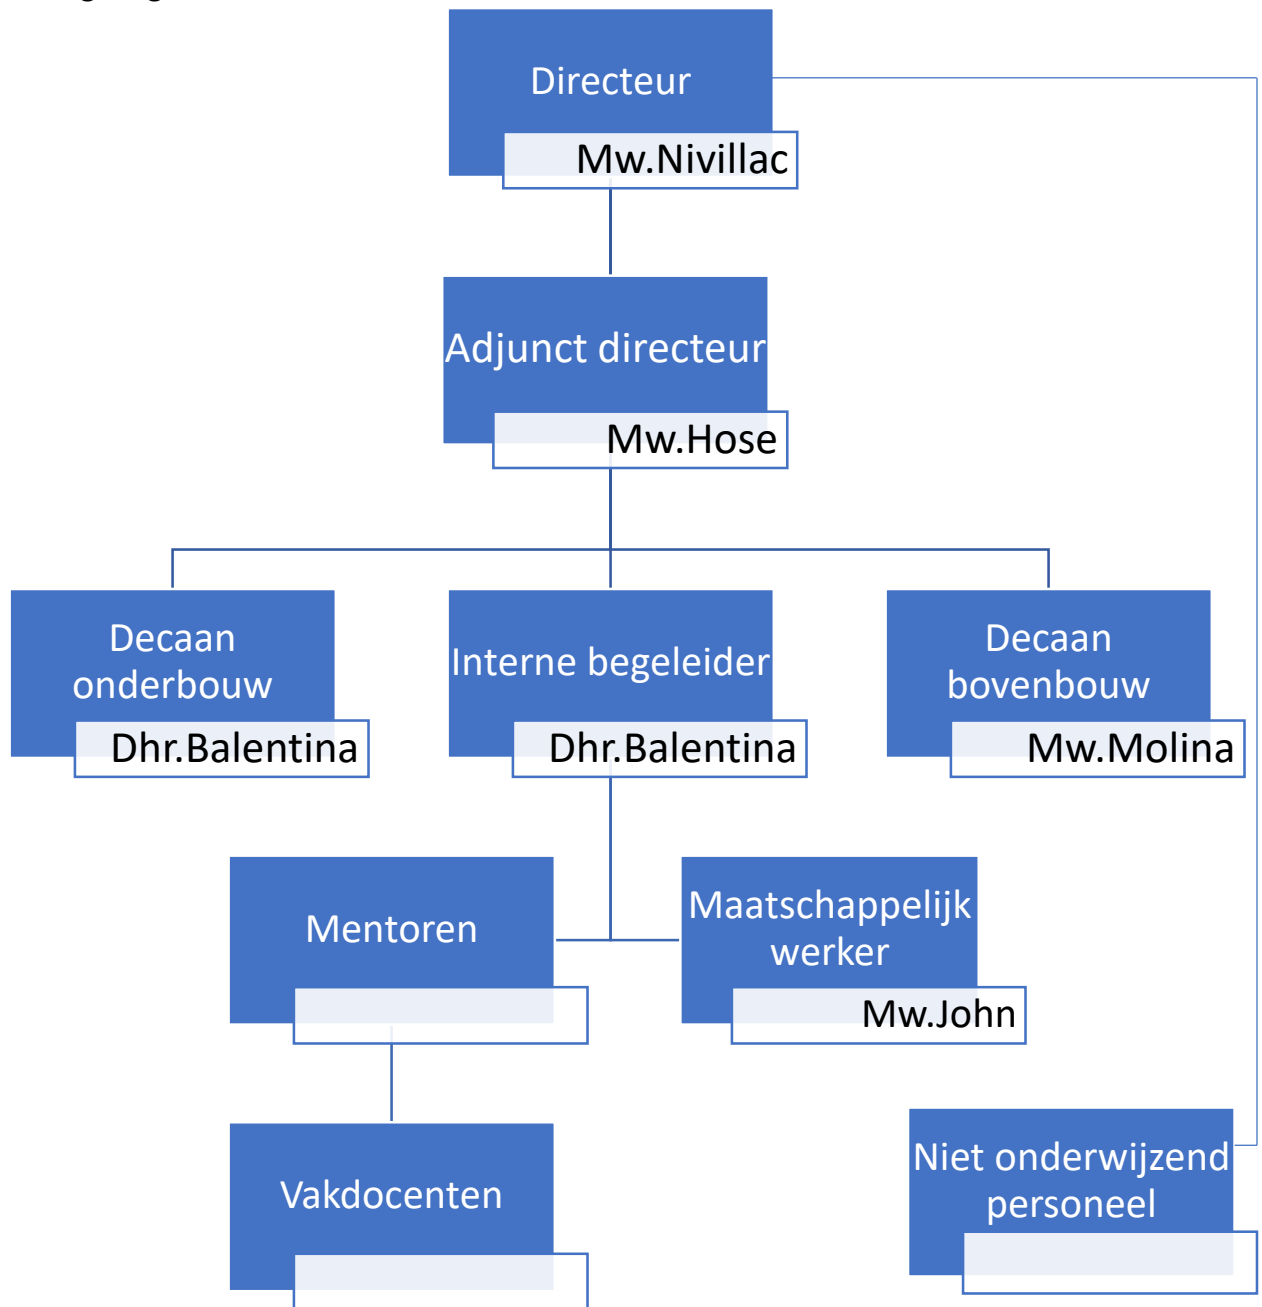 Directeur
Mw.Nivillac
Adjunct directeur
Mw.Hose
Decaan
onderbouw
Dhr.Balentina
Interne begeleider
Dhr.Balentina
Decaan
bovenbouw
Mw.Molina
Mentoren
Maatschappelijk
werker
Mw.John
Vakdocenten
Niet onderwijzend
personeel